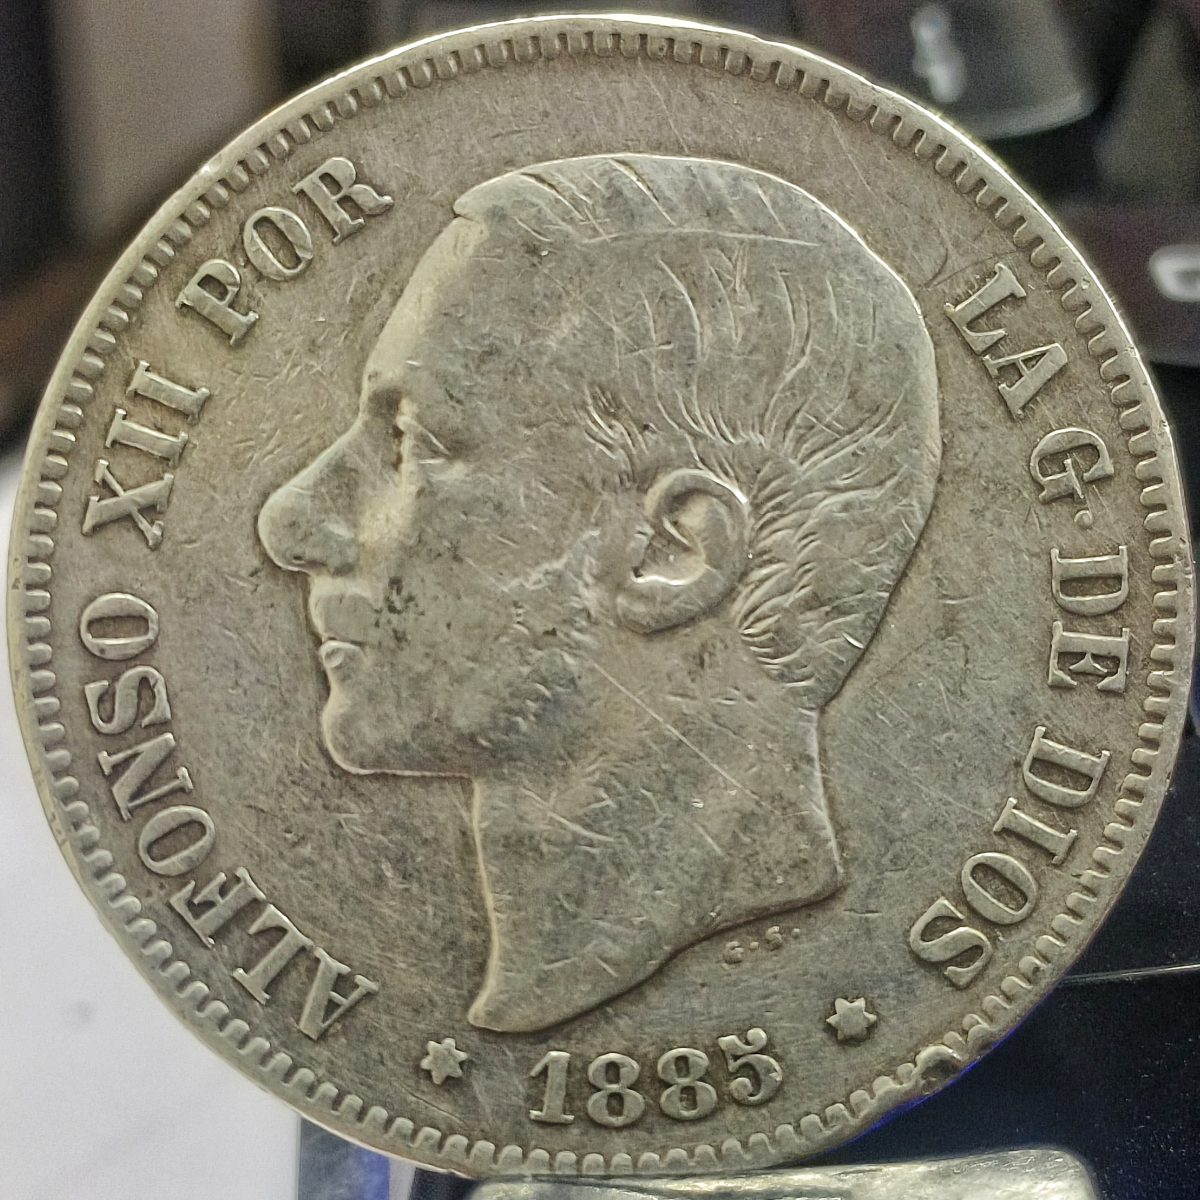 ALFONSO XII POR LA G· DE DIOS
G·S·
* 1885 *